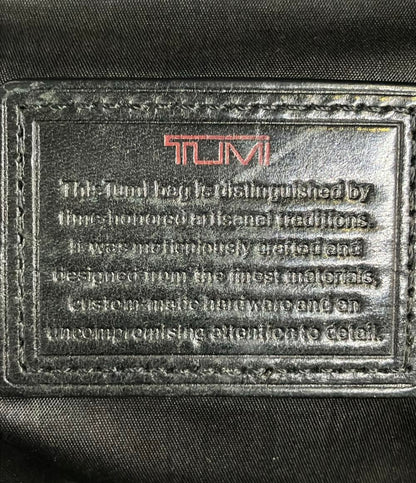 TUMI
This Tumi bag is distinguished by
time-honored artisanal traditions.
It was meticulously crafted and
designed from the finest materials,
custom-made hardware and an
uncompromising attention to detail.